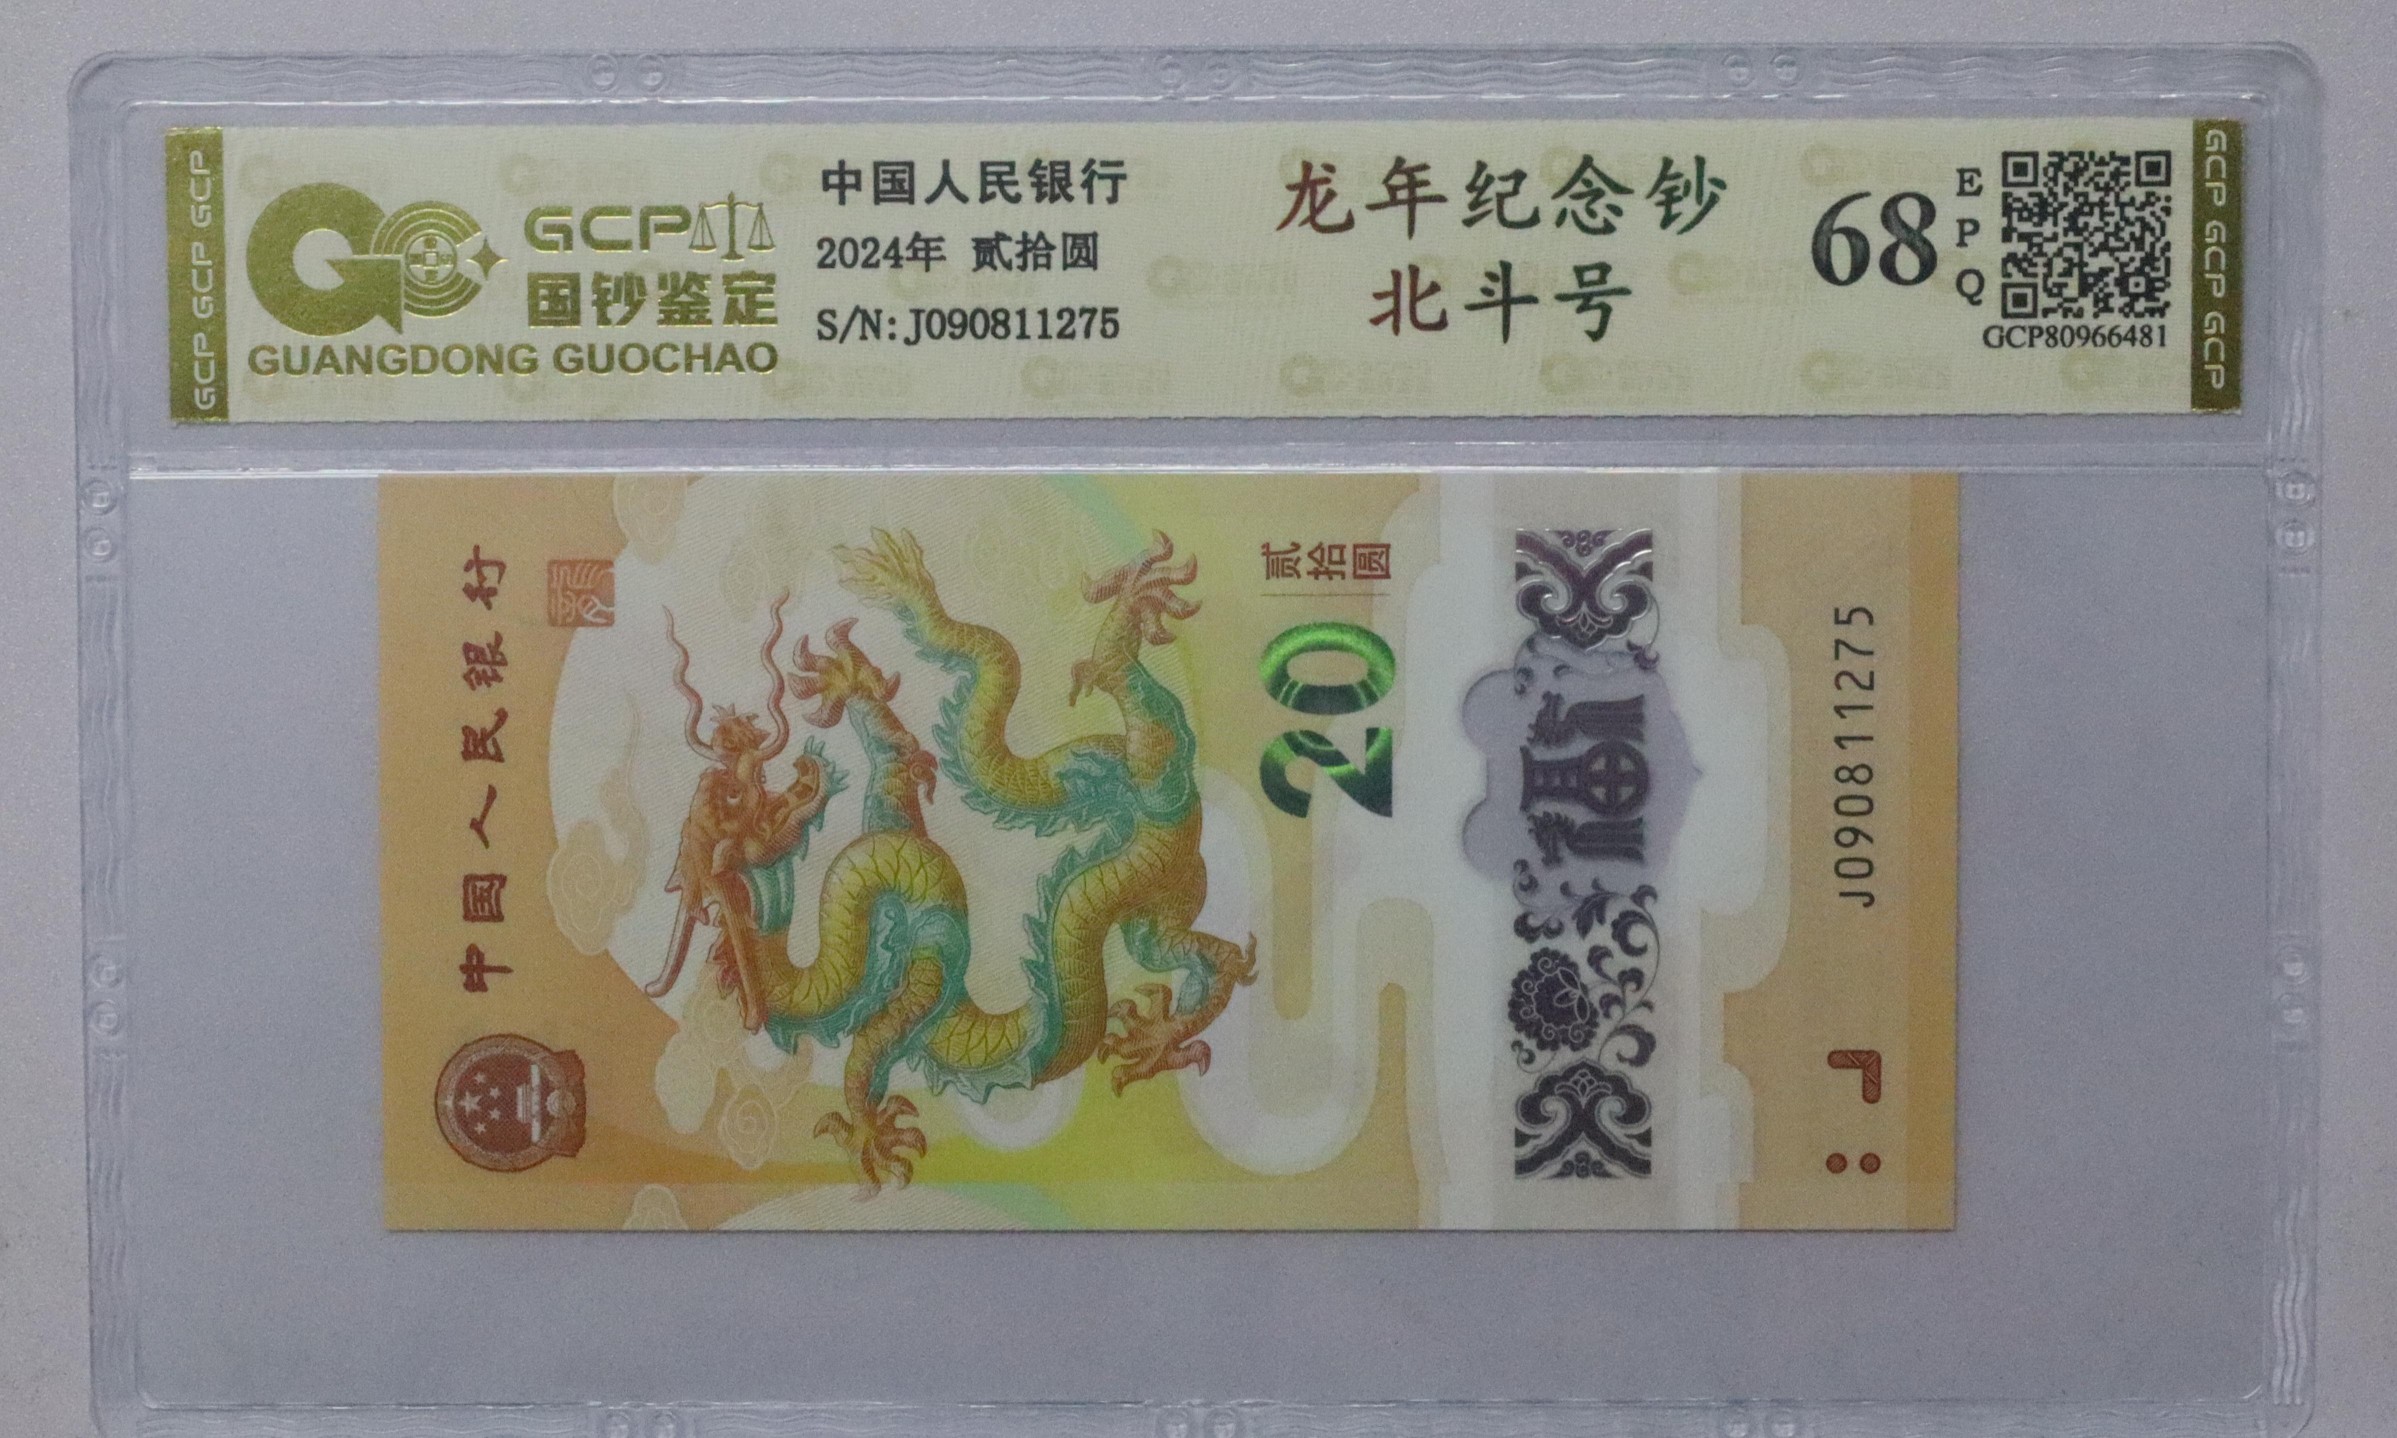 GCP GCP GCP
GCP
国钞鉴定
GUANGDONG GUOCHAO
中国人民银行
2024年 贰拾圆
S/N:J090811275
龙年纪念钞
北斗号
68
EPQ
GCP80966481
GCP GCP GCP
中国人民银行
贰拾圆
20
福
J090811275